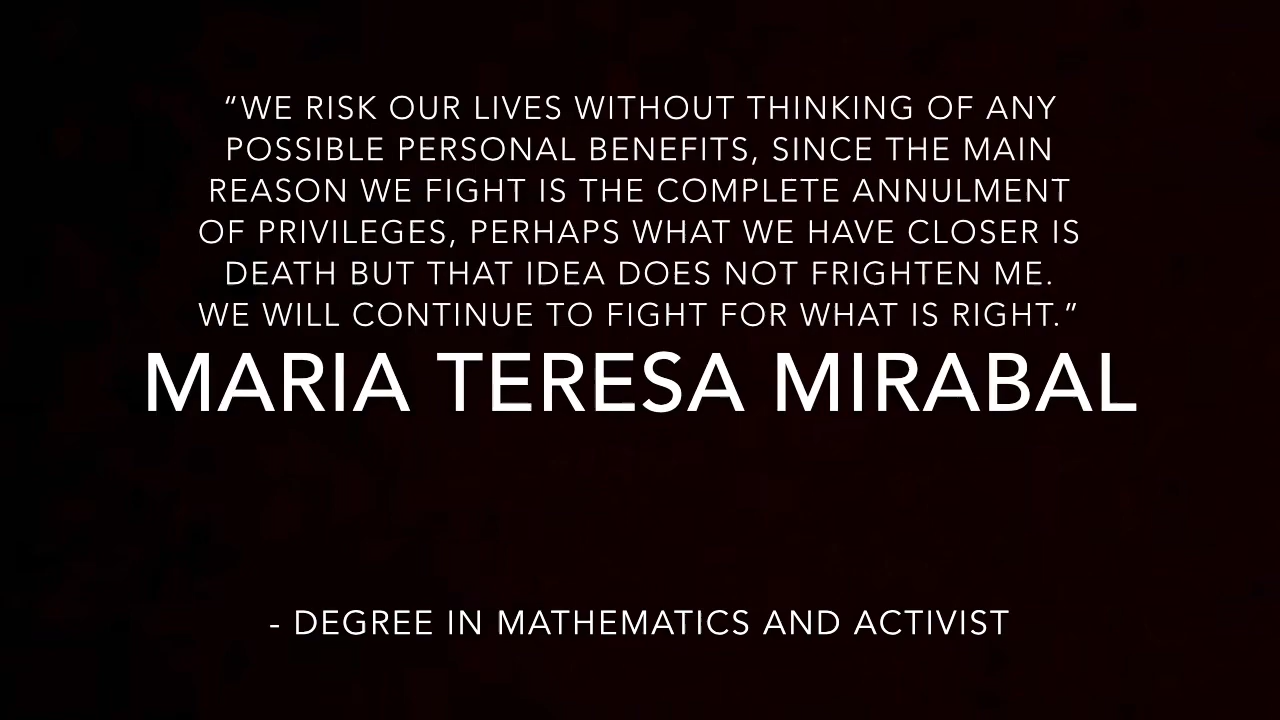 “WE RISK OUR LIVES WITHOUT THINKING OF ANY
POSSIBLE PERSONAL BENEFITS, SINCE THE MAIN
REASON WE FIGHT IS THE COMPLETE ANNULMENT
OF PRIVILEGES, PERHAPS WHAT WE HAVE CLOSER IS
DEATH BUT THAT IDEA DOES NOT FRIGHTEN ME.
WE WILL CONTINUE TO FIGHT FOR WHAT IS RIGHT.”
MARIA TERESA MIRABAL
- DEGREE IN MATHEMATICS AND ACTIVIST